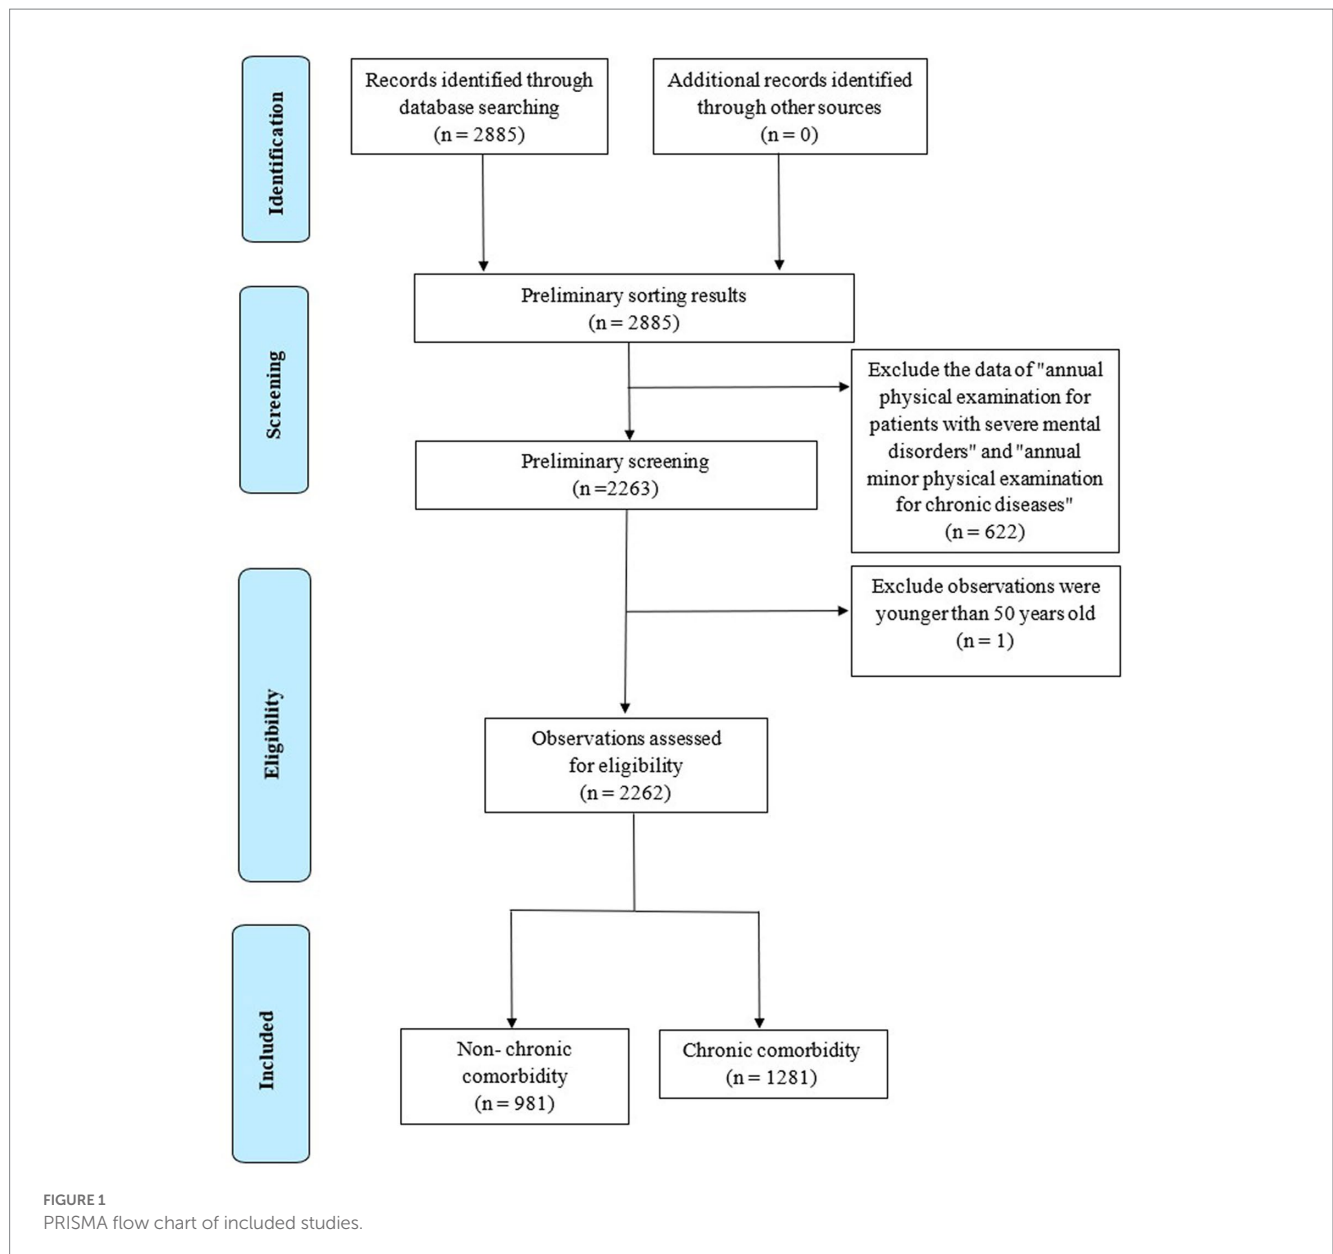 Identification
Records identified through
database searching
(n = 2885)
Additional records identified
through other sources
(n = 0)
Screening
Preliminary sorting results
(n = 2885)
Exclude the data of "annual
physical examination for
patients with severe mental
disorders" and "annual
minor physical examination
for chronic diseases"
(n = 622)
Preliminary screening
(n =2263)
Eligibility
Exclude observations were
younger than 50 years old
(n = 1)
Observations assessed
for eligibility
(n = 2262)
Included
Non- chronic
comorbidity
(n = 981)
Chronic comorbidity
(n = 1281)
FIGURE 1
PRISMA flow chart of included studies.